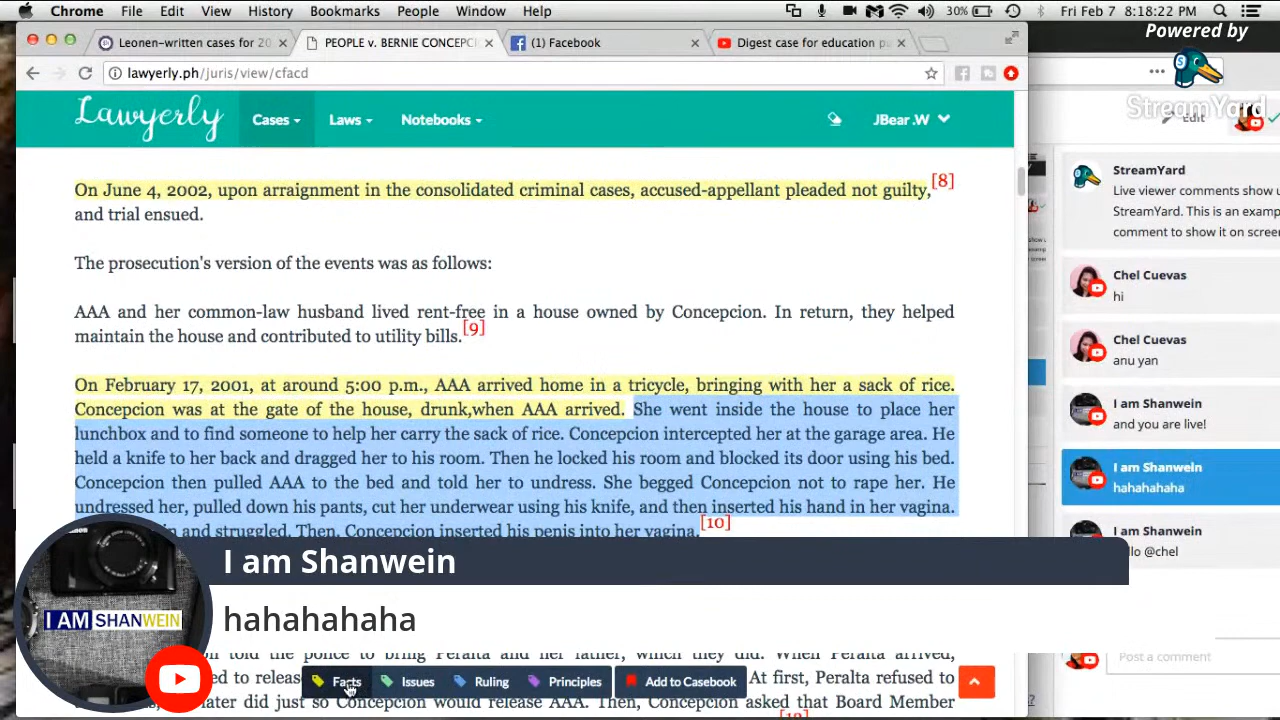 Chrome File Edit View History Bookmarks People Window Help 30% Fri Feb 7 8:18:22 PM
Powered by
StreamYard
Leonen-written cases for 20 PEOPLE v. BERNIE CONCEPCI (1) Facebook Digest case for education pu
lawyerly.ph/juris/view/cfacd
Lawyerly Cases Laws Notebooks JBear .W
Edit
On June 4, 2002, upon arraignment in the consolidated criminal cases, accused-appellant pleaded not guilty,[8]
and trial ensued.
The prosecution's version of the events was as follows:
AAA and her common-law husband lived rent-free in a house owned by Concepcion. In return, they helped
maintain the house and contributed to utility bills.[9]
On February 17, 2001, at around 5:00 p.m., AAA arrived home in a tricycle, bringing with her a sack of rice.
Concepcion was at the gate of the house, drunk,when AAA arrived. She went inside the house to place her
lunchbox and to find someone to help her carry the sack of rice. Concepcion intercepted her at the garage area. He
held a knife to her back and dragged her to his room. Then he locked his room and blocked its door using his bed.
Concepcion then pulled AAA to the bed and told her to undress. She begged Concepcion not to rape her. He
undressed her, pulled down his pants, cut her underwear using his knife, and then inserted his hand in her vagina.
and struggled. Then, Concepcion inserted his penis into her vagina.[10]
told the police to bring Peralta and her father, which they did. When Peralta arrived,
At first, Peralta refused to
later did just so Concepcion would release AAA. Then, Concepcion asked that Board Member
Facts Issues Ruling Principles Add to Casebook
StreamYard
Live viewer comments show u
StreamYard. This is an examp
comment to show it on screen
Chel Cuevas
hi
Chel Cuevas
anu yan
I am Shanwein
and you are live!
I am Shanwein
hahahahaha
I am Shanwein
llo @chel
Post a comment
I am Shanwein
hahahahaha
I AM SHANWEIN